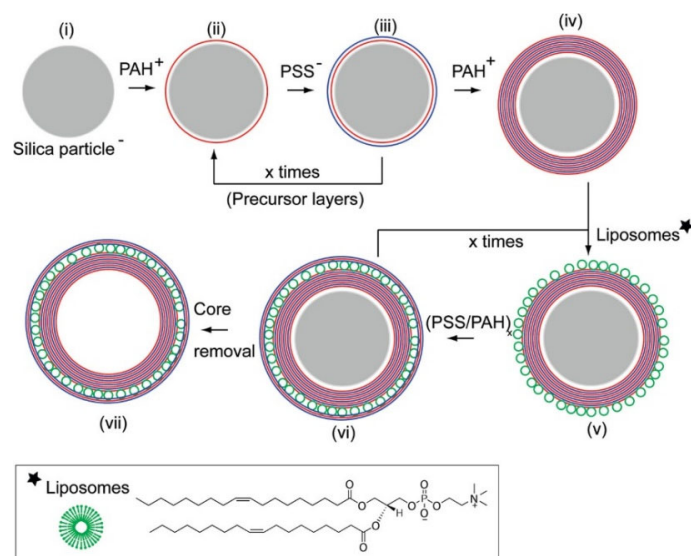 (i)
(ii)
(iii)
(iv)
PAH+
PSS-
PAH+
Silica particle-
x times
(Precursor layers)
x times
Liposomes
Core
removal
(PSS/PAH)x
(vii)
(vi)
(v)
Liposomes
O
O
O
O
H
O
P
O
O
O
N
+